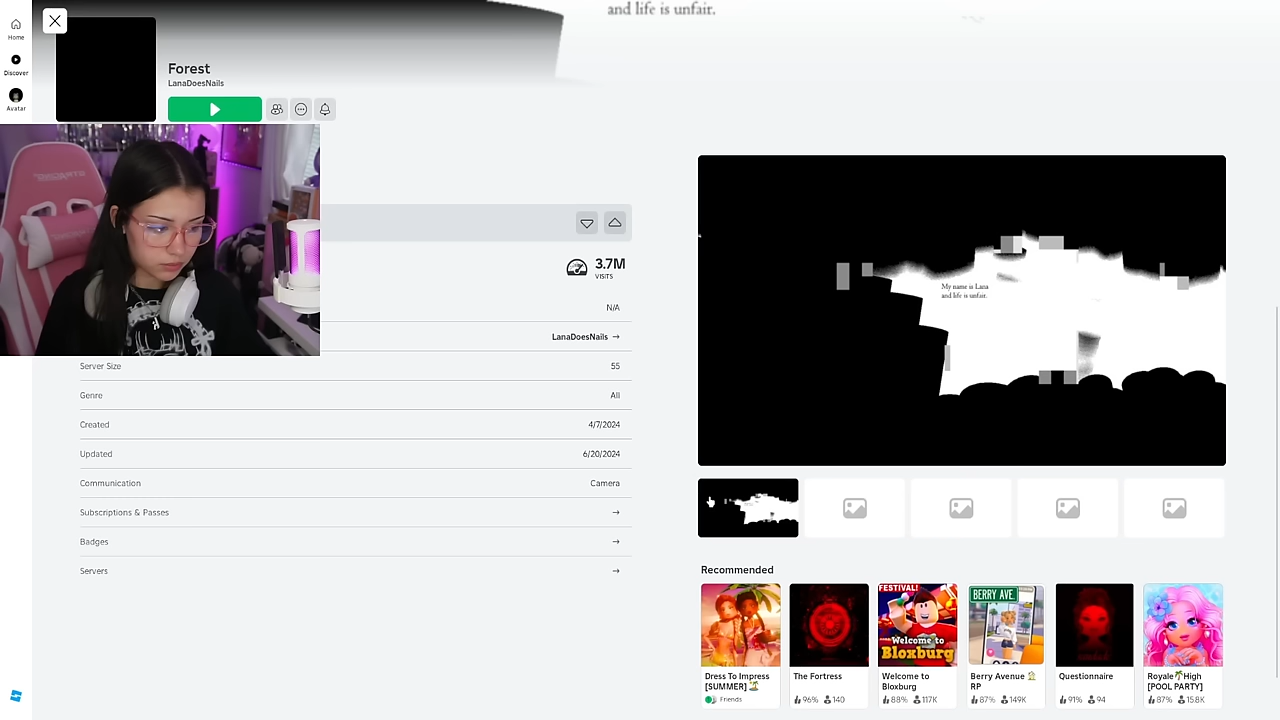 and life is unfair.
Home
Discover
Avatar
Forest
LanaDoesNails
3.7M
VISITS
N/A
LanaDoesNails →
Server Size 55
Genre All
Created 4/7/2024
Updated 6/20/2024
Communication Camera
Subscriptions & Passes →
Badges →
Servers →
My name is Lana
and life is unfair.
Recommended
Dress To Impress
[SUMMER] 🏝️
Friends
The Fortress
96% 140
FESTIVAL!
Welcome to
Bloxburg
Welcome to
Bloxburg
88% 117K
BERRY AVE.
Berry Avenue 🏠
RP
87% 149K
Questionnaire
91% 94
Royale🌴High
[POOL PARTY]
87% 15.8K